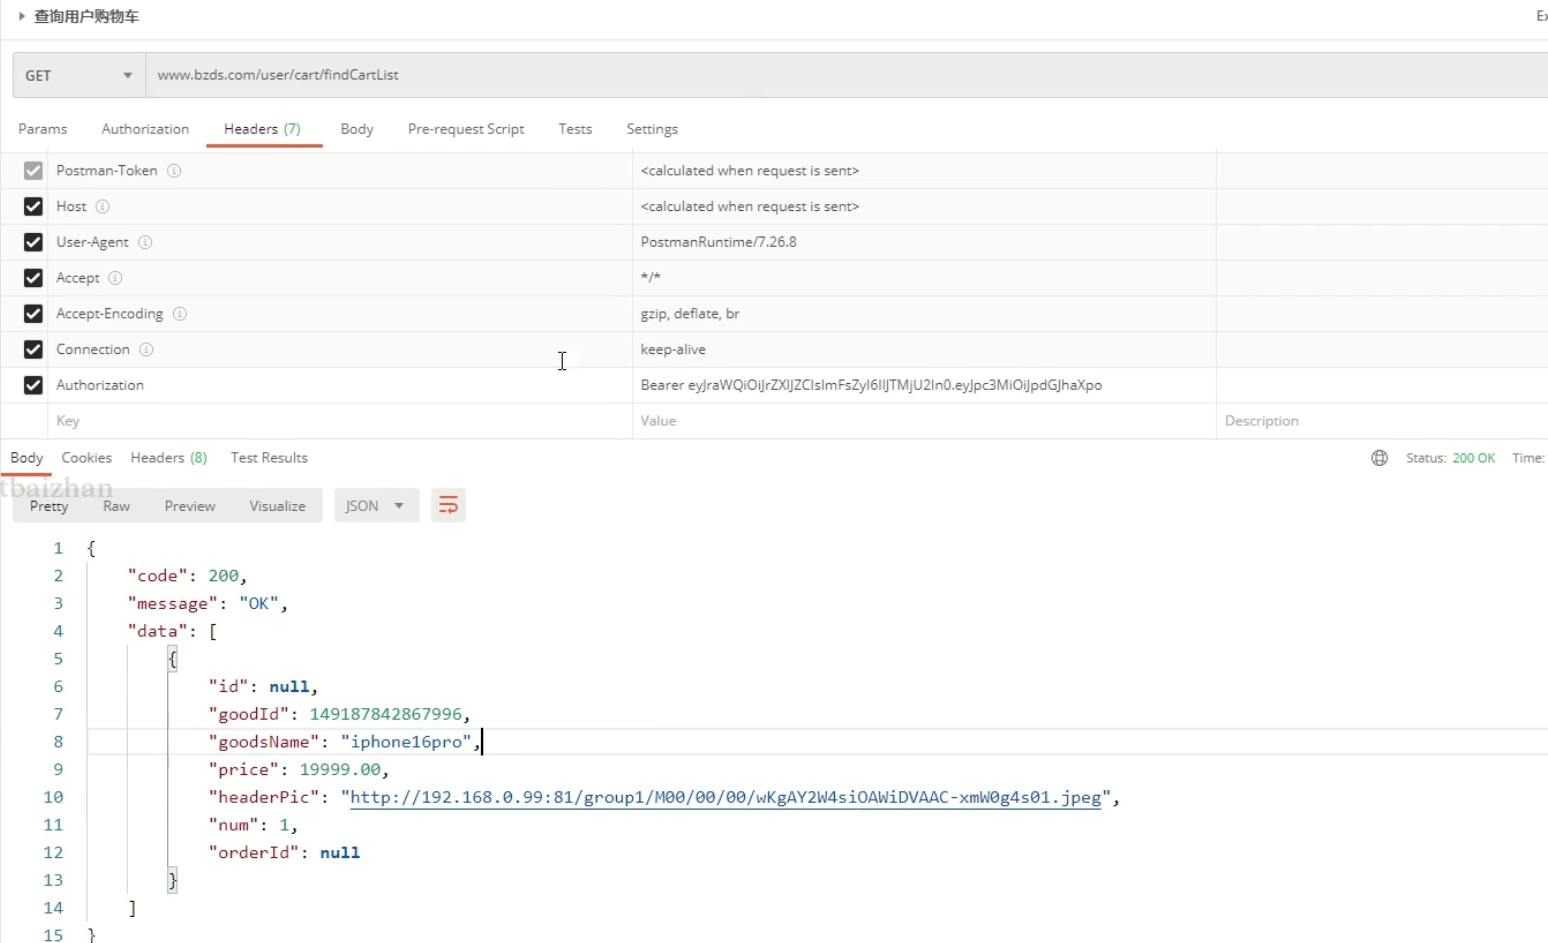 查询用户购物车
Ex
GET www.bzds.com/user/cart/findCartList
Params Authorization Headers (7) Body Pre-request Script Tests Settings
Postman-Token <calculated when request is sent>
Host <calculated when request is sent>
User-Agent PostmanRuntime/7.26.8
Accept */*
Accept-Encoding gzip, deflate, br
Connection keep-alive
Authorization Bearer eyJraWQiOiJrZXlJZCIsImFsZyI6IlJTMjU2In0.eyJpc3MiOiJpdGJhaXpo
Key Value Description
Body Cookies Headers (8) Test Results Status: 200 OK Time:
tbaizhan
Pretty Raw Preview Visualize JSON
1 {
2 "code": 200,
3 "message": "OK",
4 "data": [
5 {
6 "id": null,
7 "goodId": 149187842867996,
8 "goodsName": "iphone16pro",
9 "price": 19999.00,
10 "headerPic": "http://192.168.0.99:81/group1/M00/00/00/wKgAY2W4siOAWiDVAAC-xmW0g4s01.jpeg",
11 "num": 1,
12 "orderId": null
13 }
14 ]
15 }